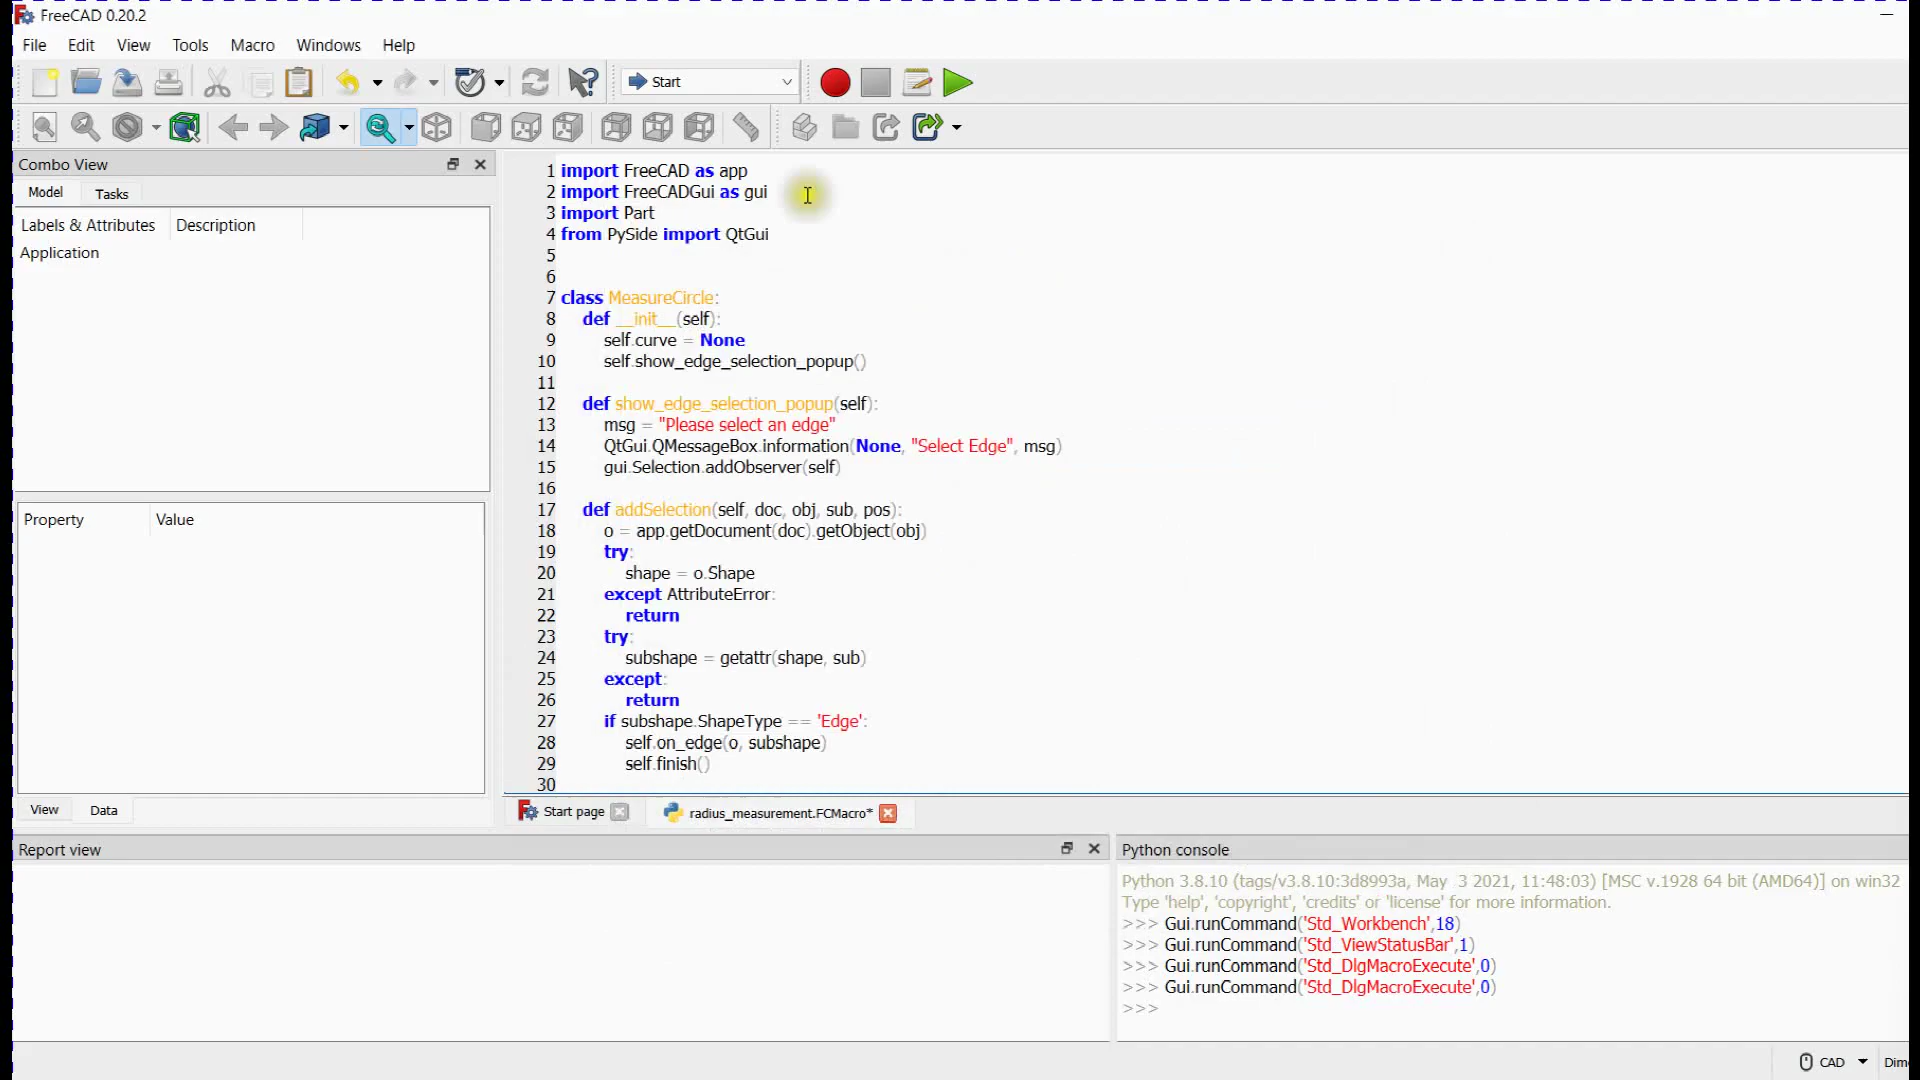 FreeCAD 0.20.2
File Edit View Tools Macro Windows Help
Start
Combo View
Model Tasks
Labels & Attributes Description
Application
Property Value
View Data
1 import FreeCAD as app
2 import FreeCADGui as gui
3 import Part
4 from PySide import QtGui
5
6
7 class MeasureCircle:
8 def __init__(self):
9 self.curve = None
10 self.show_edge_selection_popup()
11
12 def show_edge_selection_popup(self):
13 msg = "Please select an edge"
14 QtGui.QMessageBox.information(None, "Select Edge", msg)
15 gui.Selection.addObserver(self)
16
17 def addSelection(self, doc, obj, sub, pos):
18 o = app.getDocument(doc).getObject(obj)
19 try:
20 shape = o.Shape
21 except AttributeError:
22 return
23 try:
24 subshape = getattr(shape, sub)
25 except:
26 return
27 if subshape.ShapeType == 'Edge':
28 self.on_edge(o, subshape)
29 self.finish()
30
Start page radius_measurement.FCMacro*
Report view
Python console
Python 3.8.10 (tags/v3.8.10:3d8993a, May 3 2021, 11:48:03) [MSC v.1928 64 bit (AMD64)] on win32
Type 'help', 'copyright', 'credits' or 'license' for more information.
>>> Gui.runCommand('Std_Workbench',18)
>>> Gui.runCommand('Std_ViewStatusBar',1)
>>> Gui.runCommand('Std_DlgMacroExecute',0)
>>> Gui.runCommand('Std_DlgMacroExecute',0)
>>>
CAD Dim